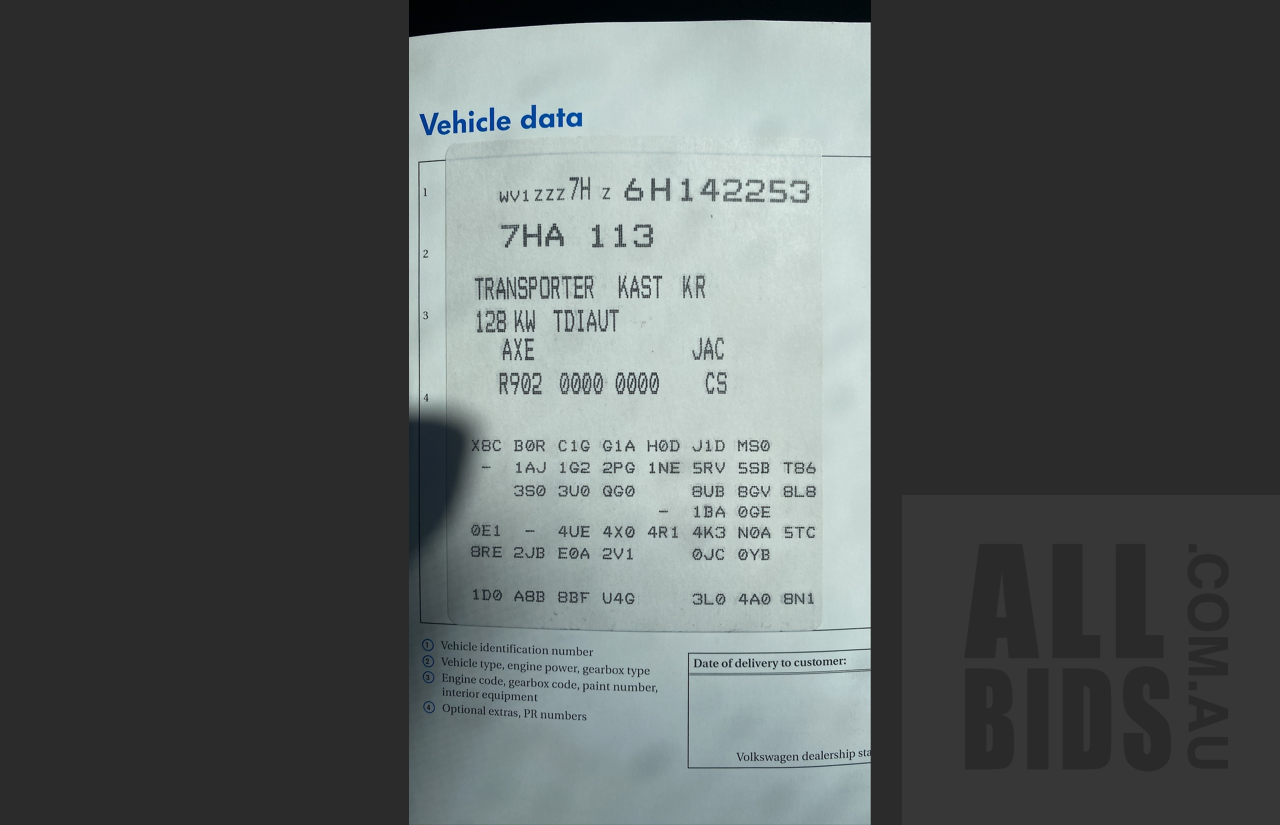 Vehicle data
1
WV1ZZZ7H Z 6H142253
7HA 113
2
TRANSPORTER KAST KR
3
128 KW TDIAUT
AXE JAC
R902 0000 0000 CS
4
X8C B0R C1G G1A H0D J1D MS0
- 1AJ 1G2 2PG 1NE 5RV 5SB T86
3S0 3U0 QG0 8UB 8GV 8L8
- 1BA 0GE
0E1 - 4UE 4X0 4R1 4K3 N0A 5TC
8RE 2JB E0A 2V1 0JC 0YB
1D0 A8B 8BF U4G 3L0 4A0 8N1
① Vehicle identification number
② Vehicle type, engine power, gearbox type
③ Engine code, gearbox code, paint number,
interior equipment
④ Optional extras, PR numbers
Date of delivery to customer:
Volkswagen dealership sta
ALL
BIDS
.COM.AU